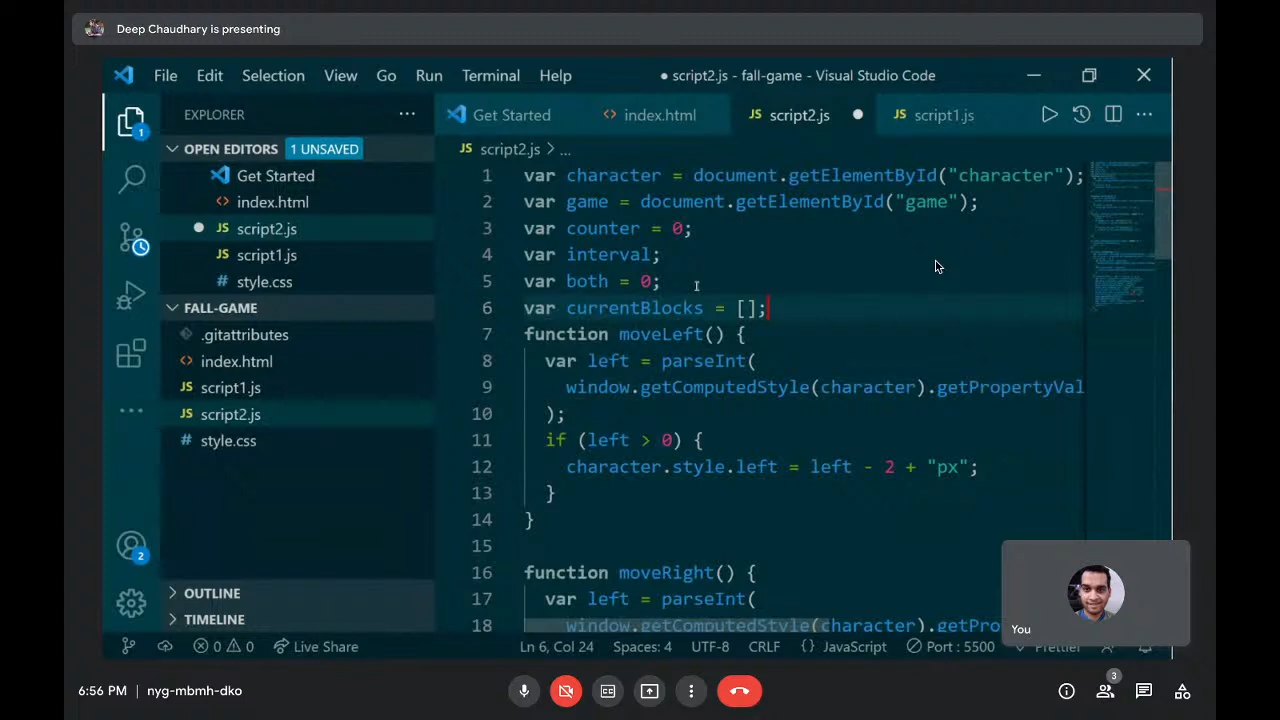 Deep Chaudhary is presenting
File Edit Selection View Go Run Terminal Help
● script2.js - fall-game - Visual Studio Code
EXPLORER
Get Started
index.html
JS script2.js
JS script1.js
OPEN EDITORS 1 UNSAVED
Get Started
index.html
JS script2.js
JS script1.js
# style.css
FALL-GAME
.gitattributes
index.html
JS script1.js
JS script2.js
# style.css
OUTLINE
TIMELINE
1
2
JS script2.js > ...
1 var character = document.getElementById("character");
2 var game = document.getElementById("game");
3 var counter = 0;
4 var interval;
5 var both = 0;
6 var currentBlocks = [];
7 function moveLeft() {
8 var left = parseInt(
9 window.getComputedStyle(character).getPropertyVal
10 );
11 if (left > 0) {
12 character.style.left = left - 2 + "px";
13 }
14 }
15
16 function moveRight() {
17 var left = parseInt(
18 window.getComputedStyle(character).getPro
You
0 0 Live Share Ln 6, Col 24 Spaces: 4 UTF-8 CRLF {} JavaScript Port : 5500 Prettier
6:56 PM | nyg-mbmh-dko
3